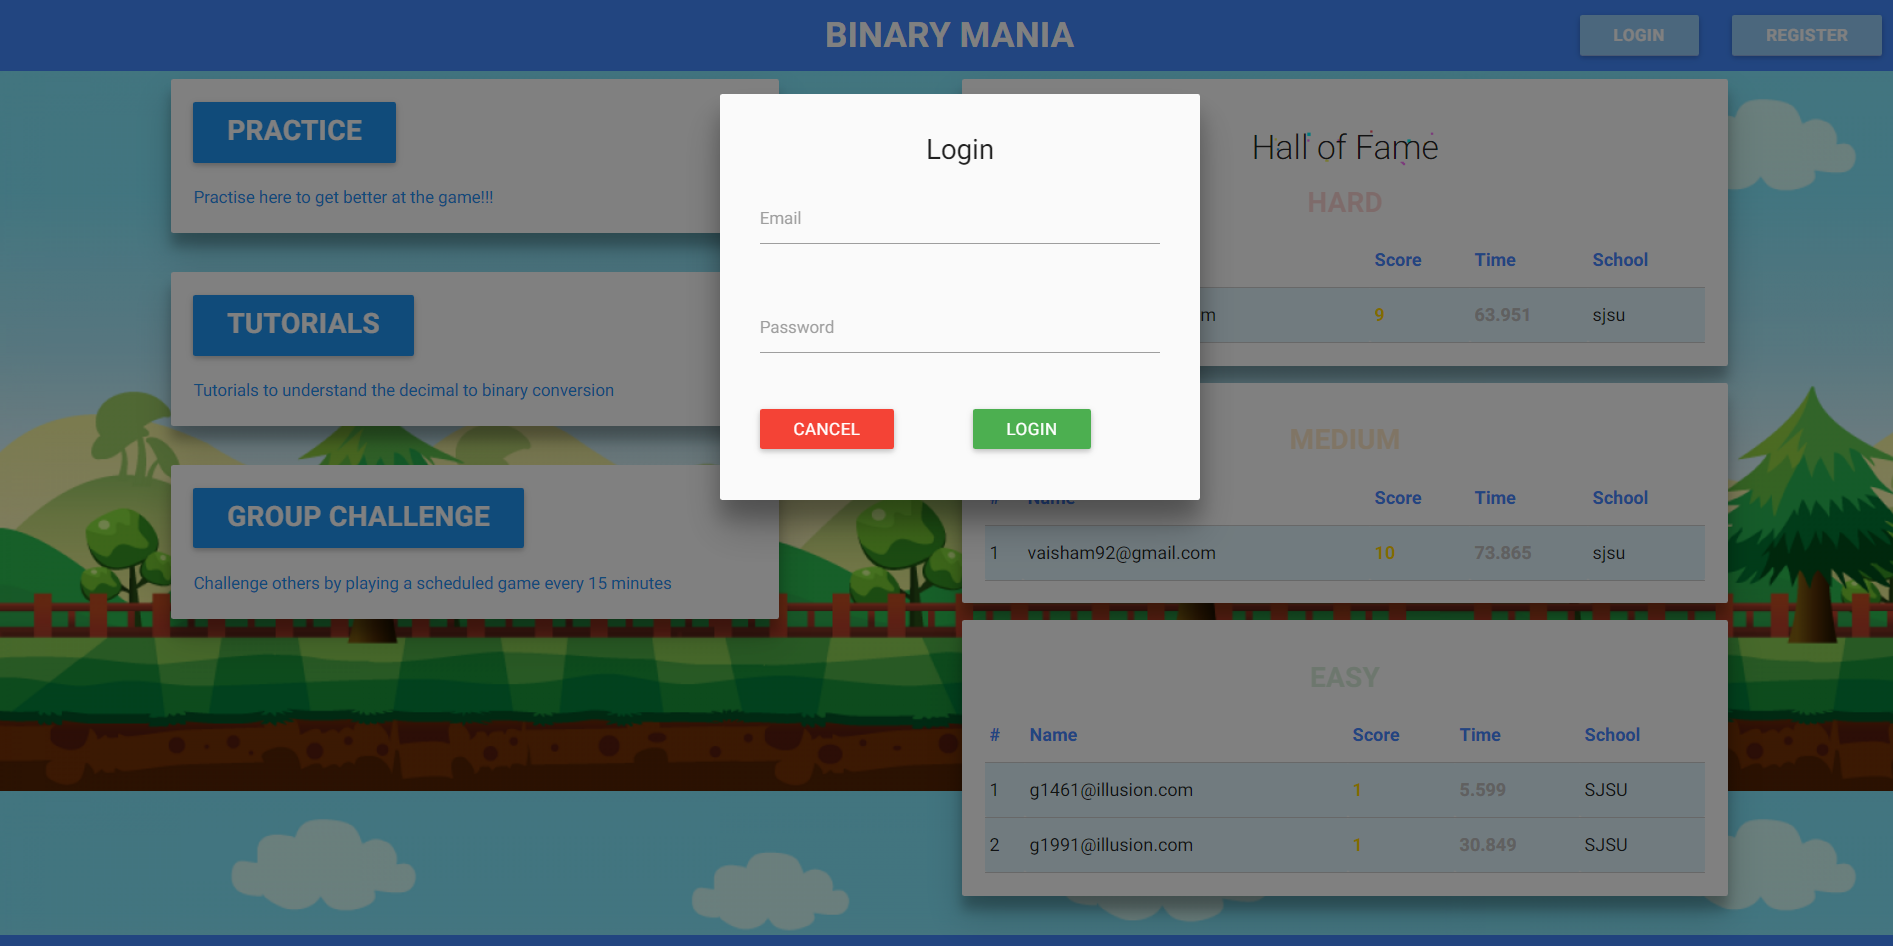 BINARY MANIA
LOGIN
REGISTER
PRACTICE
Practise here to get better at the game!!!
TUTORIALS
Tutorials to understand the decimal to binary conversion
GROUP CHALLENGE
Challenge others by playing a scheduled game every 15 minutes
Login
Email
Password
CANCEL LOGIN
Hall of Fame
HARD
Score Time School
m 9 63.951 sjsu
MEDIUM
# Name Score Time School
1 vaisham92@gmail.com 10 73.865 sjsu
EASY
# Name Score Time School
1 g1461@illusion.com 1 5.599 SJSU
2 g1991@illusion.com 1 30.849 SJSU